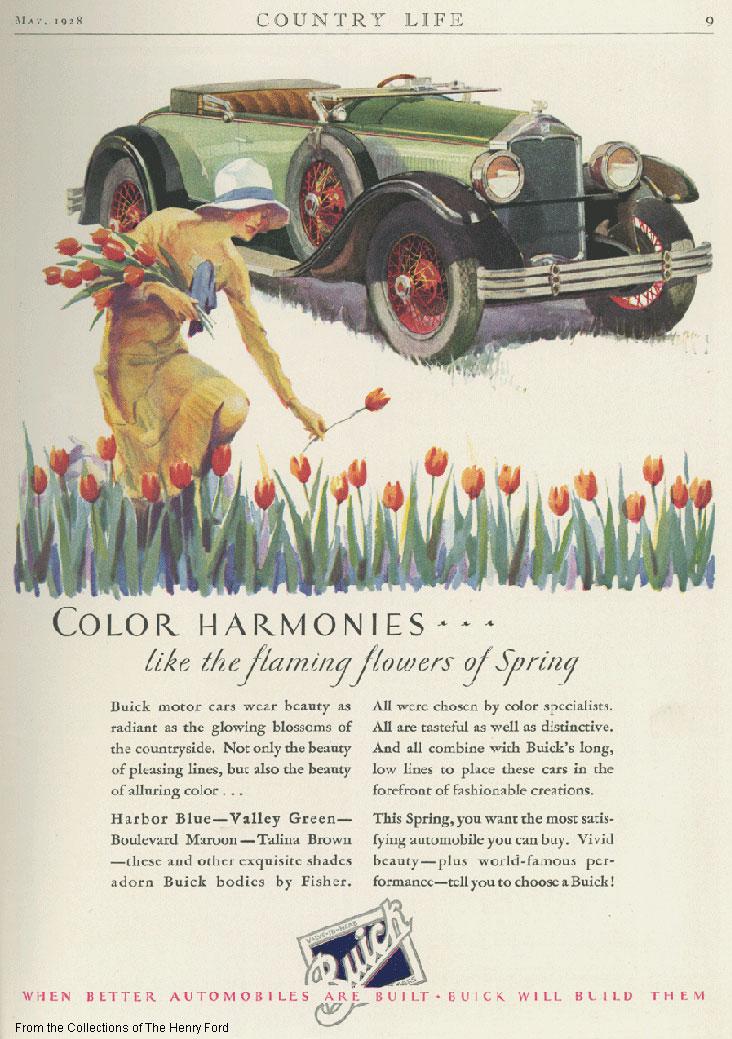 MAY, 1928
COUNTRY LIFE
9
COLOR HARMONIES . . .
like the flaming flowers of Spring
Buick motor cars wear beauty as
radiant as the glowing blossoms of
the countryside. Not only the beauty
of pleasing lines, but also the beauty
of alluring color . . .
Harbor Blue—Valley Green—
Boulevard Maroon—Talina Brown
—these and other exquisite shades
adorn Buick bodies by Fisher.
All were chosen by color specialists.
All are tasteful as well as distinctive.
And all combine with Buick's long,
low lines to place these cars in the
forefront of fashionable creations.
This Spring, you want the most satis-
fying automobile you can buy. Vivid
beauty—plus world-famous per-
formance—tell you to choose a Buick!
VALVE-IN-HEAD
Buick
WHEN BETTER AUTOMOBILES ARE BUILT · BUICK WILL BUILD THEM
From the Collections of The Henry Ford